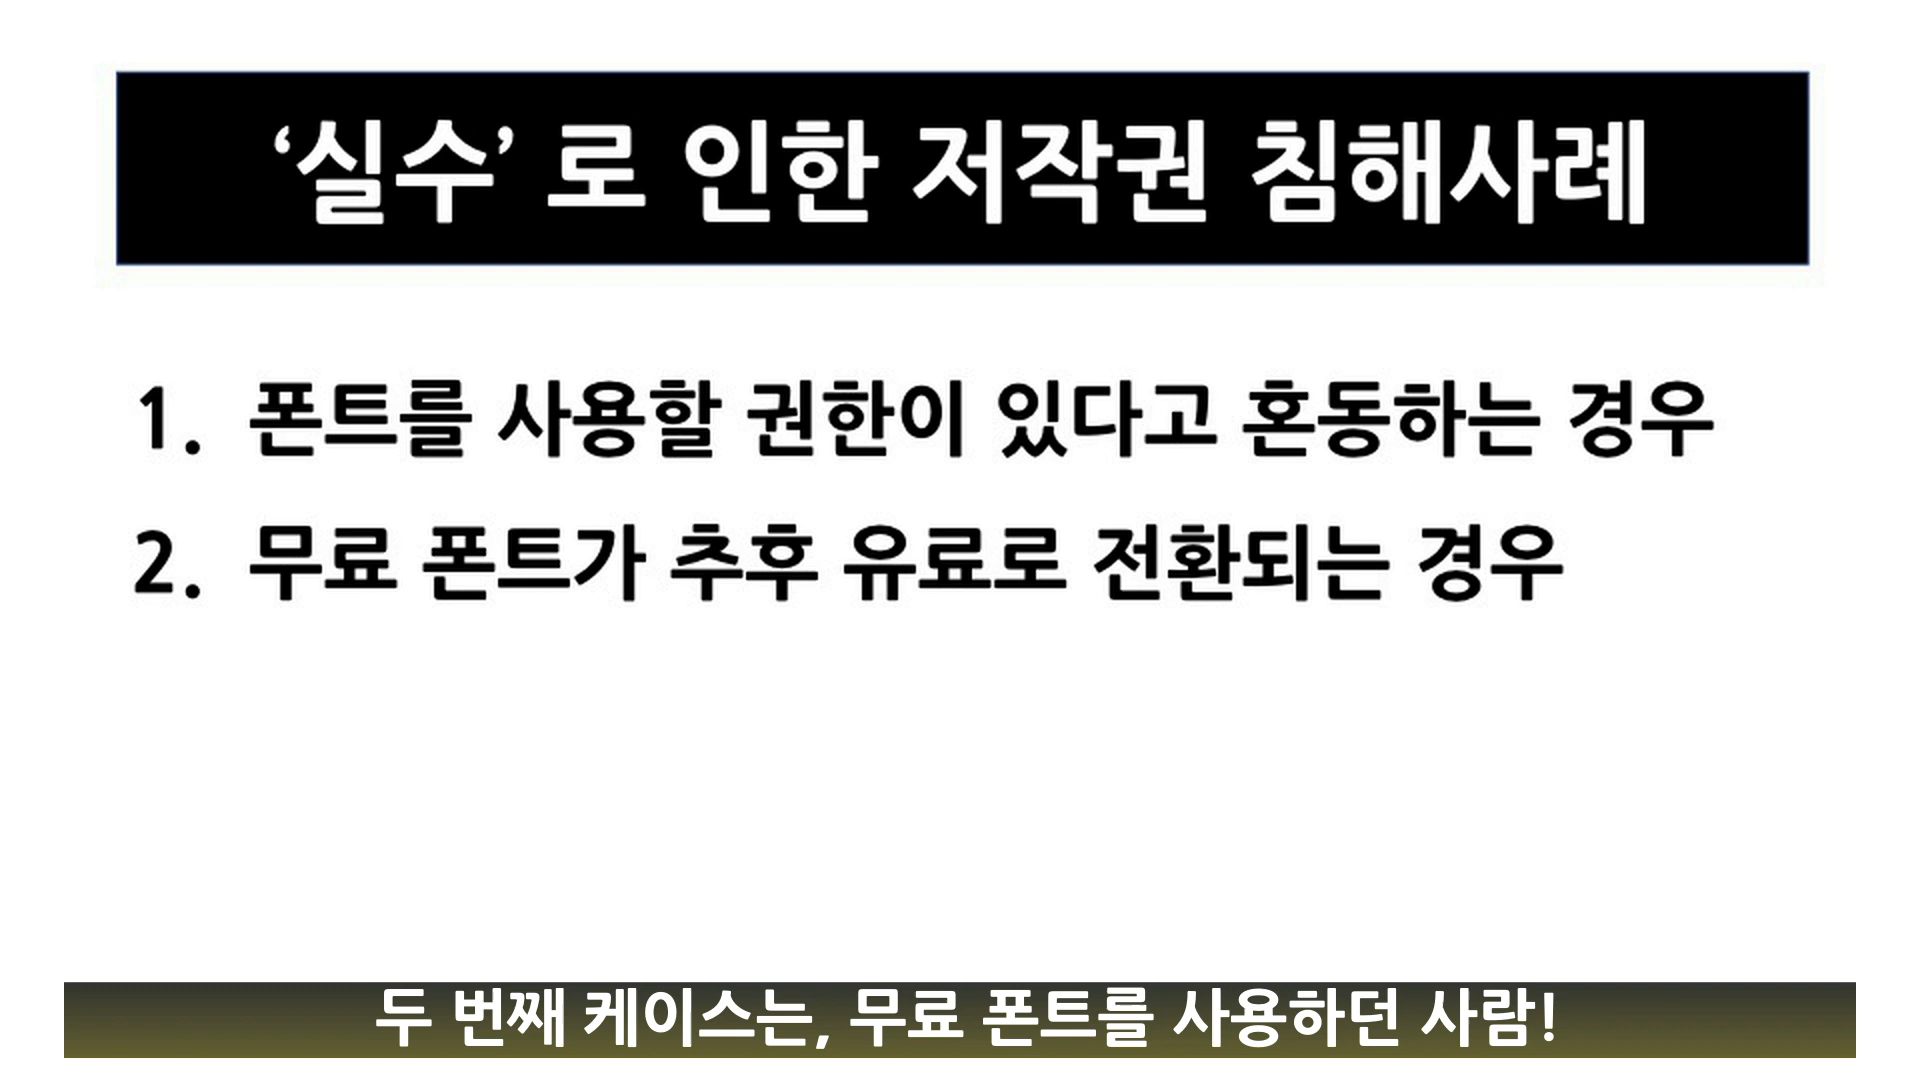 ‘실수’ 로 인한 저작권 침해사례
1. 폰트를 사용할 권한이 있다고 혼동하는 경우
2. 무료 폰트가 추후 유료로 전환되는 경우
두 번째 케이스는, 무료 폰트를 사용하던 사람!